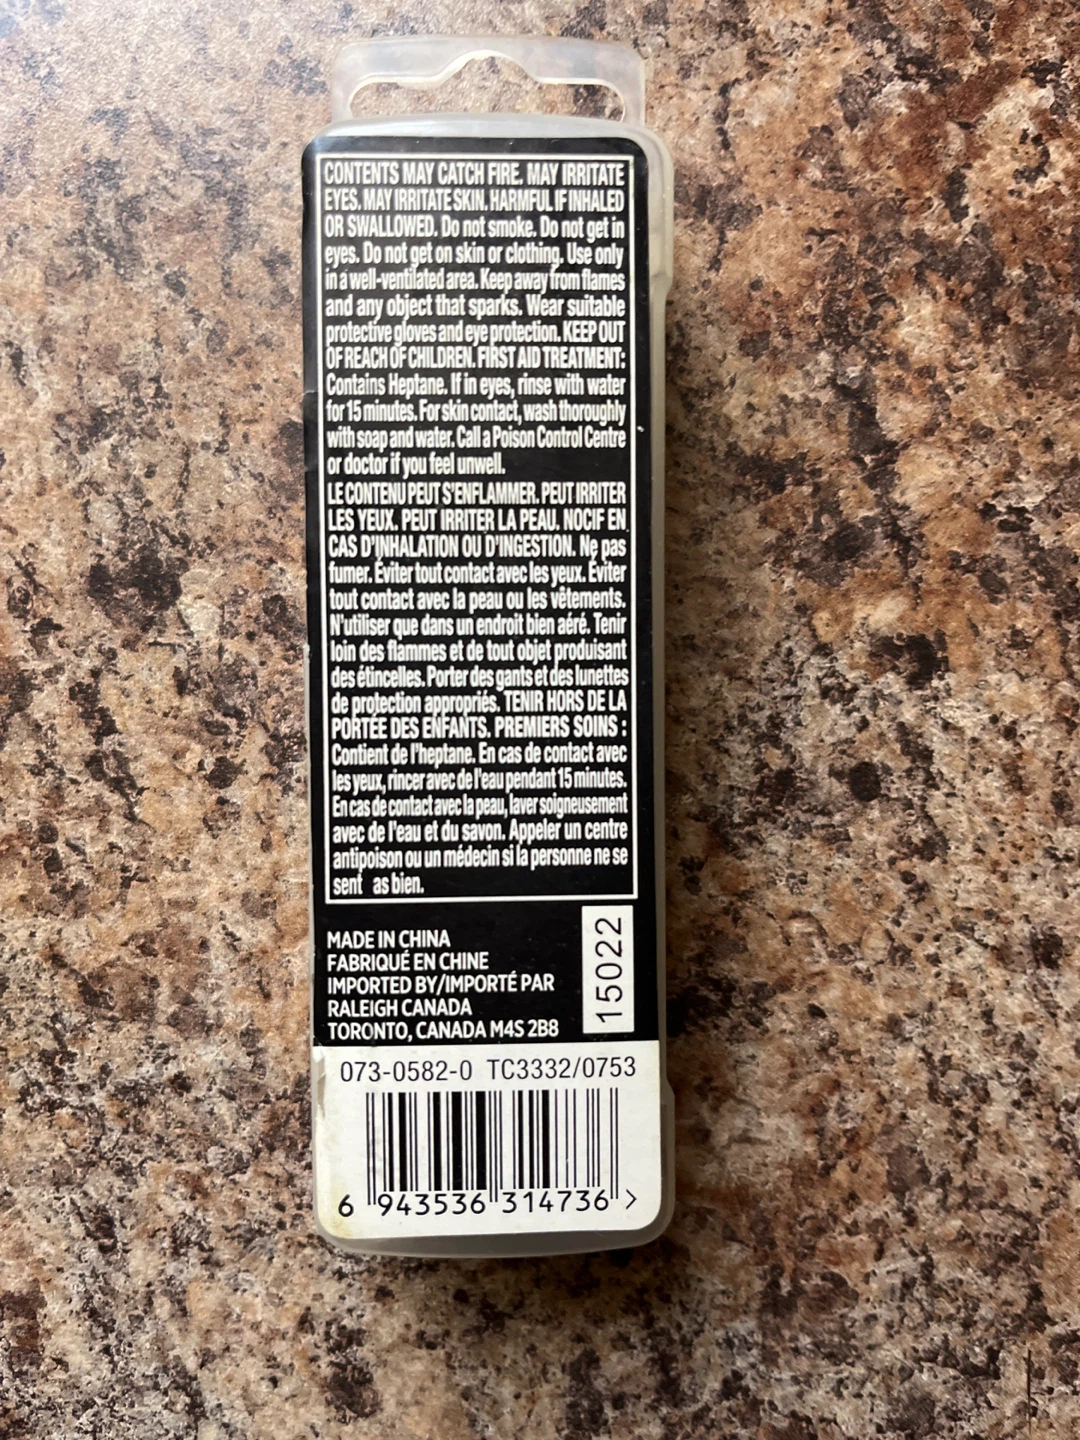 CONTENTS MAY CATCH FIRE. MAY IRRITATE
EYES. MAY IRRITATE SKIN. HARMFUL IF INHALED
OR SWALLOWED. Do not smoke. Do not get in
eyes. Do not get on skin or clothing. Use only
in a well-ventilated area. Keep away from flames
and any object that sparks. Wear suitable
protective gloves and eye protection. KEEP OUT
OF REACH OF CHILDREN. FIRST AID TREATMENT:
Contains Heptane. If in eyes, rinse with water
for 15 minutes. For skin contact, wash thoroughly
with soap and water. Call a Poison Control Centre
or doctor if you feel unwell.
LE CONTENU PEUT S'ENFLAMMER. PEUT IRRITER
LES YEUX. PEUT IRRITER LA PEAU. NOCIF EN
CAS D'INHALATION OU D'INGESTION. Ne pas
fumer. Éviter tout contact avec les yeux. Éviter
tout contact avec la peau ou les vêtements.
N'utiliser que dans un endroit bien aéré. Tenir
loin des flammes et de tout objet produisant
des étincelles. Porter des gants et des lunettes
de protection appropriés. TENIR HORS DE LA
PORTÉE DES ENFANTS. PREMIERS SOINS :
Contient de l'heptane. En cas de contact avec
les yeux, rincer avec de l'eau pendant 15 minutes.
En cas de contact avec la peau, laver soigneusement
avec de l'eau et du savon. Appeler un centre
antipoison ou un médecin si la personne ne se
sent as bien.
MADE IN CHINA
FABRIQUÉ EN CHINE
IMPORTED BY/IMPORTÉ PAR
RALEIGH CANADA
TORONTO, CANADA M4S 2B8
15022
073-0582-0 TC3332/0753
6 943536 314736 >